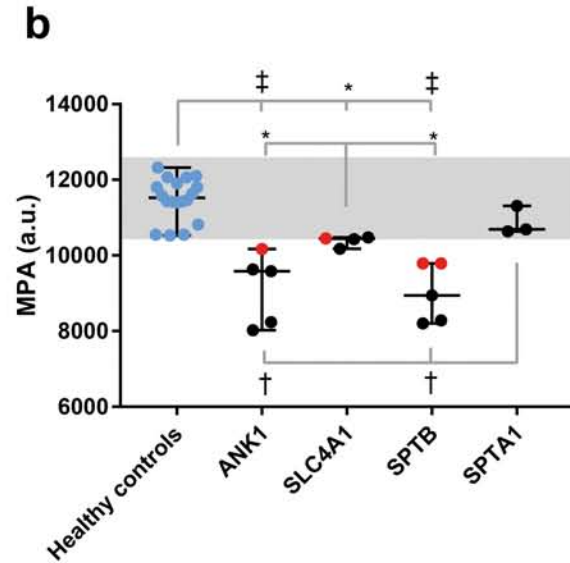 b
‡ * ‡
14000
* *
12000
10000
8000
6000
MPA (a.u.)
† †
Healthy controls
ANK1
SLC4A1
SPTB
SPTA1